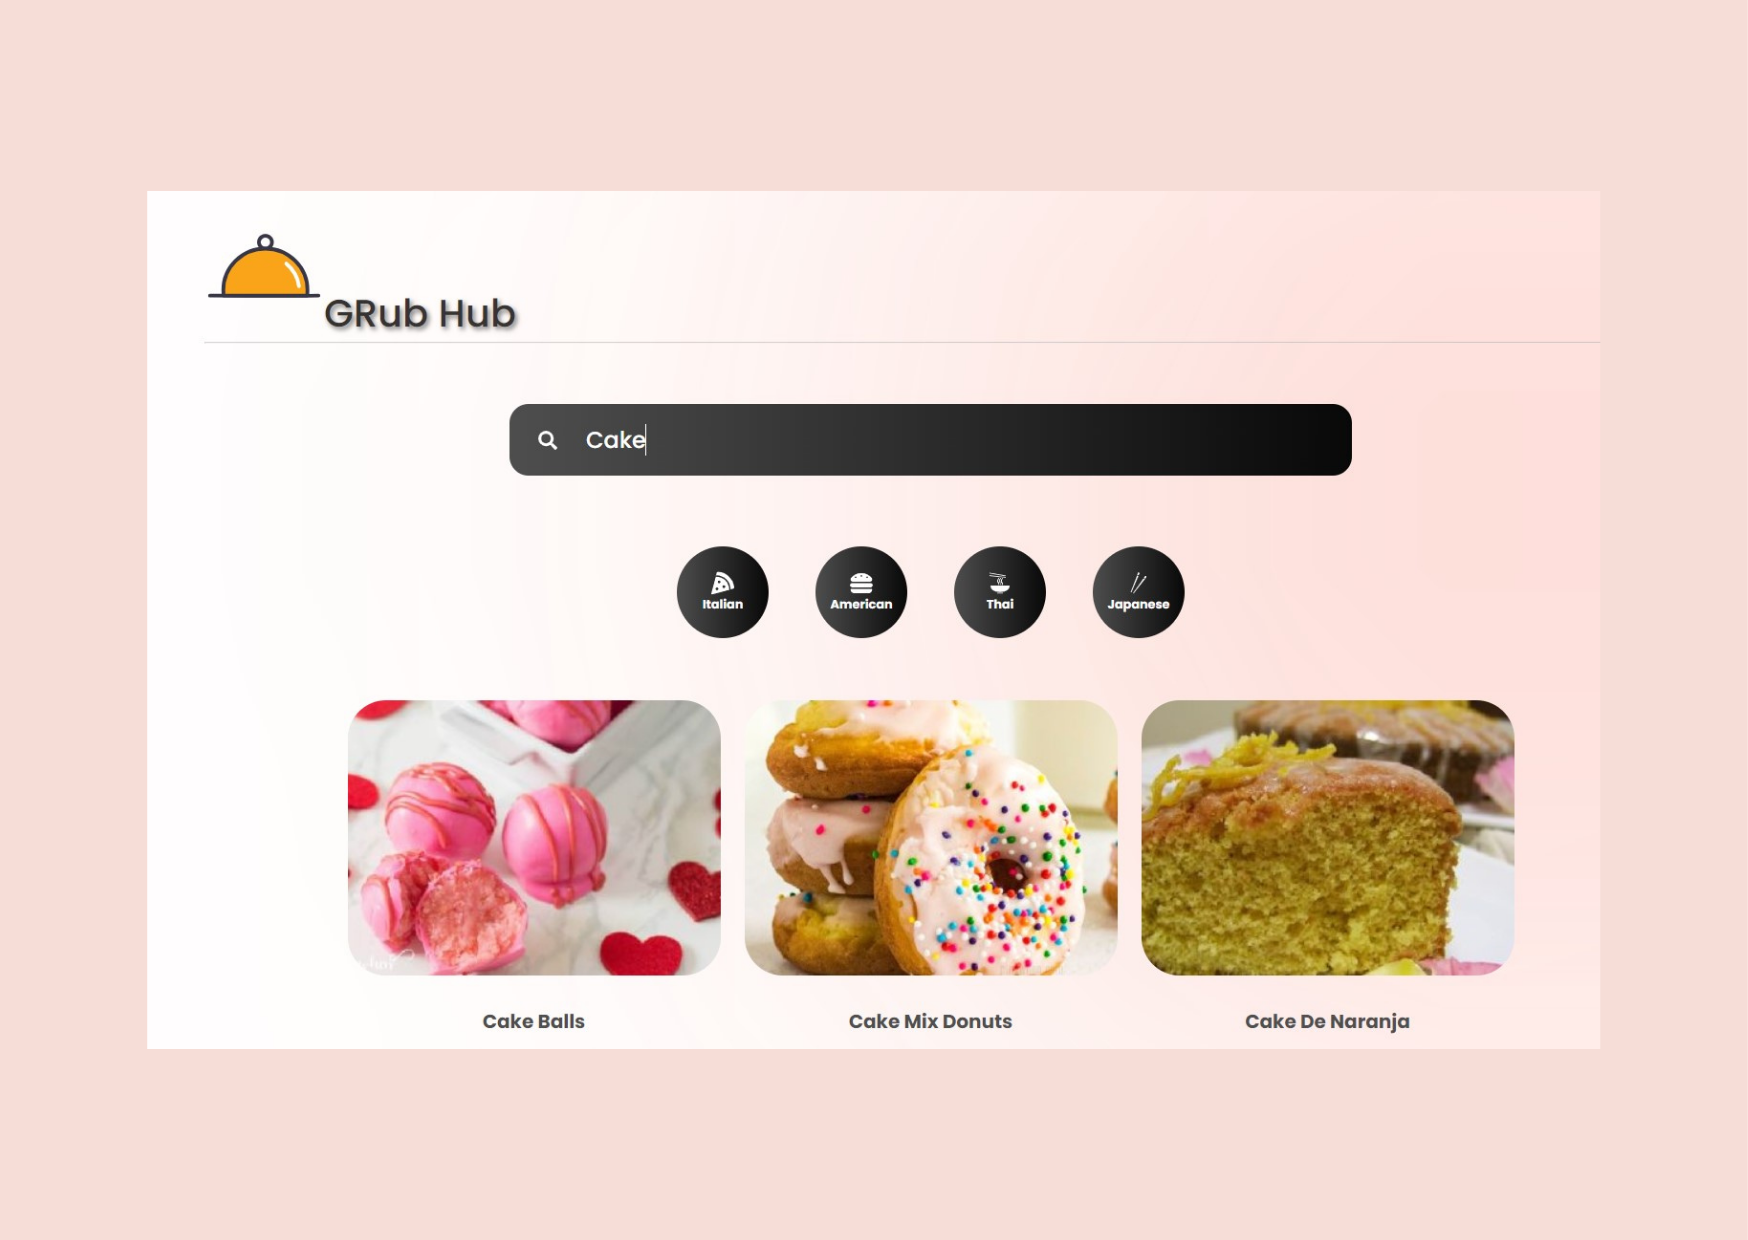 GRub Hub
Cake
Italian
American
Thai
Japanese
Cake Balls
Cake Mix Donuts
Cake De Naranja